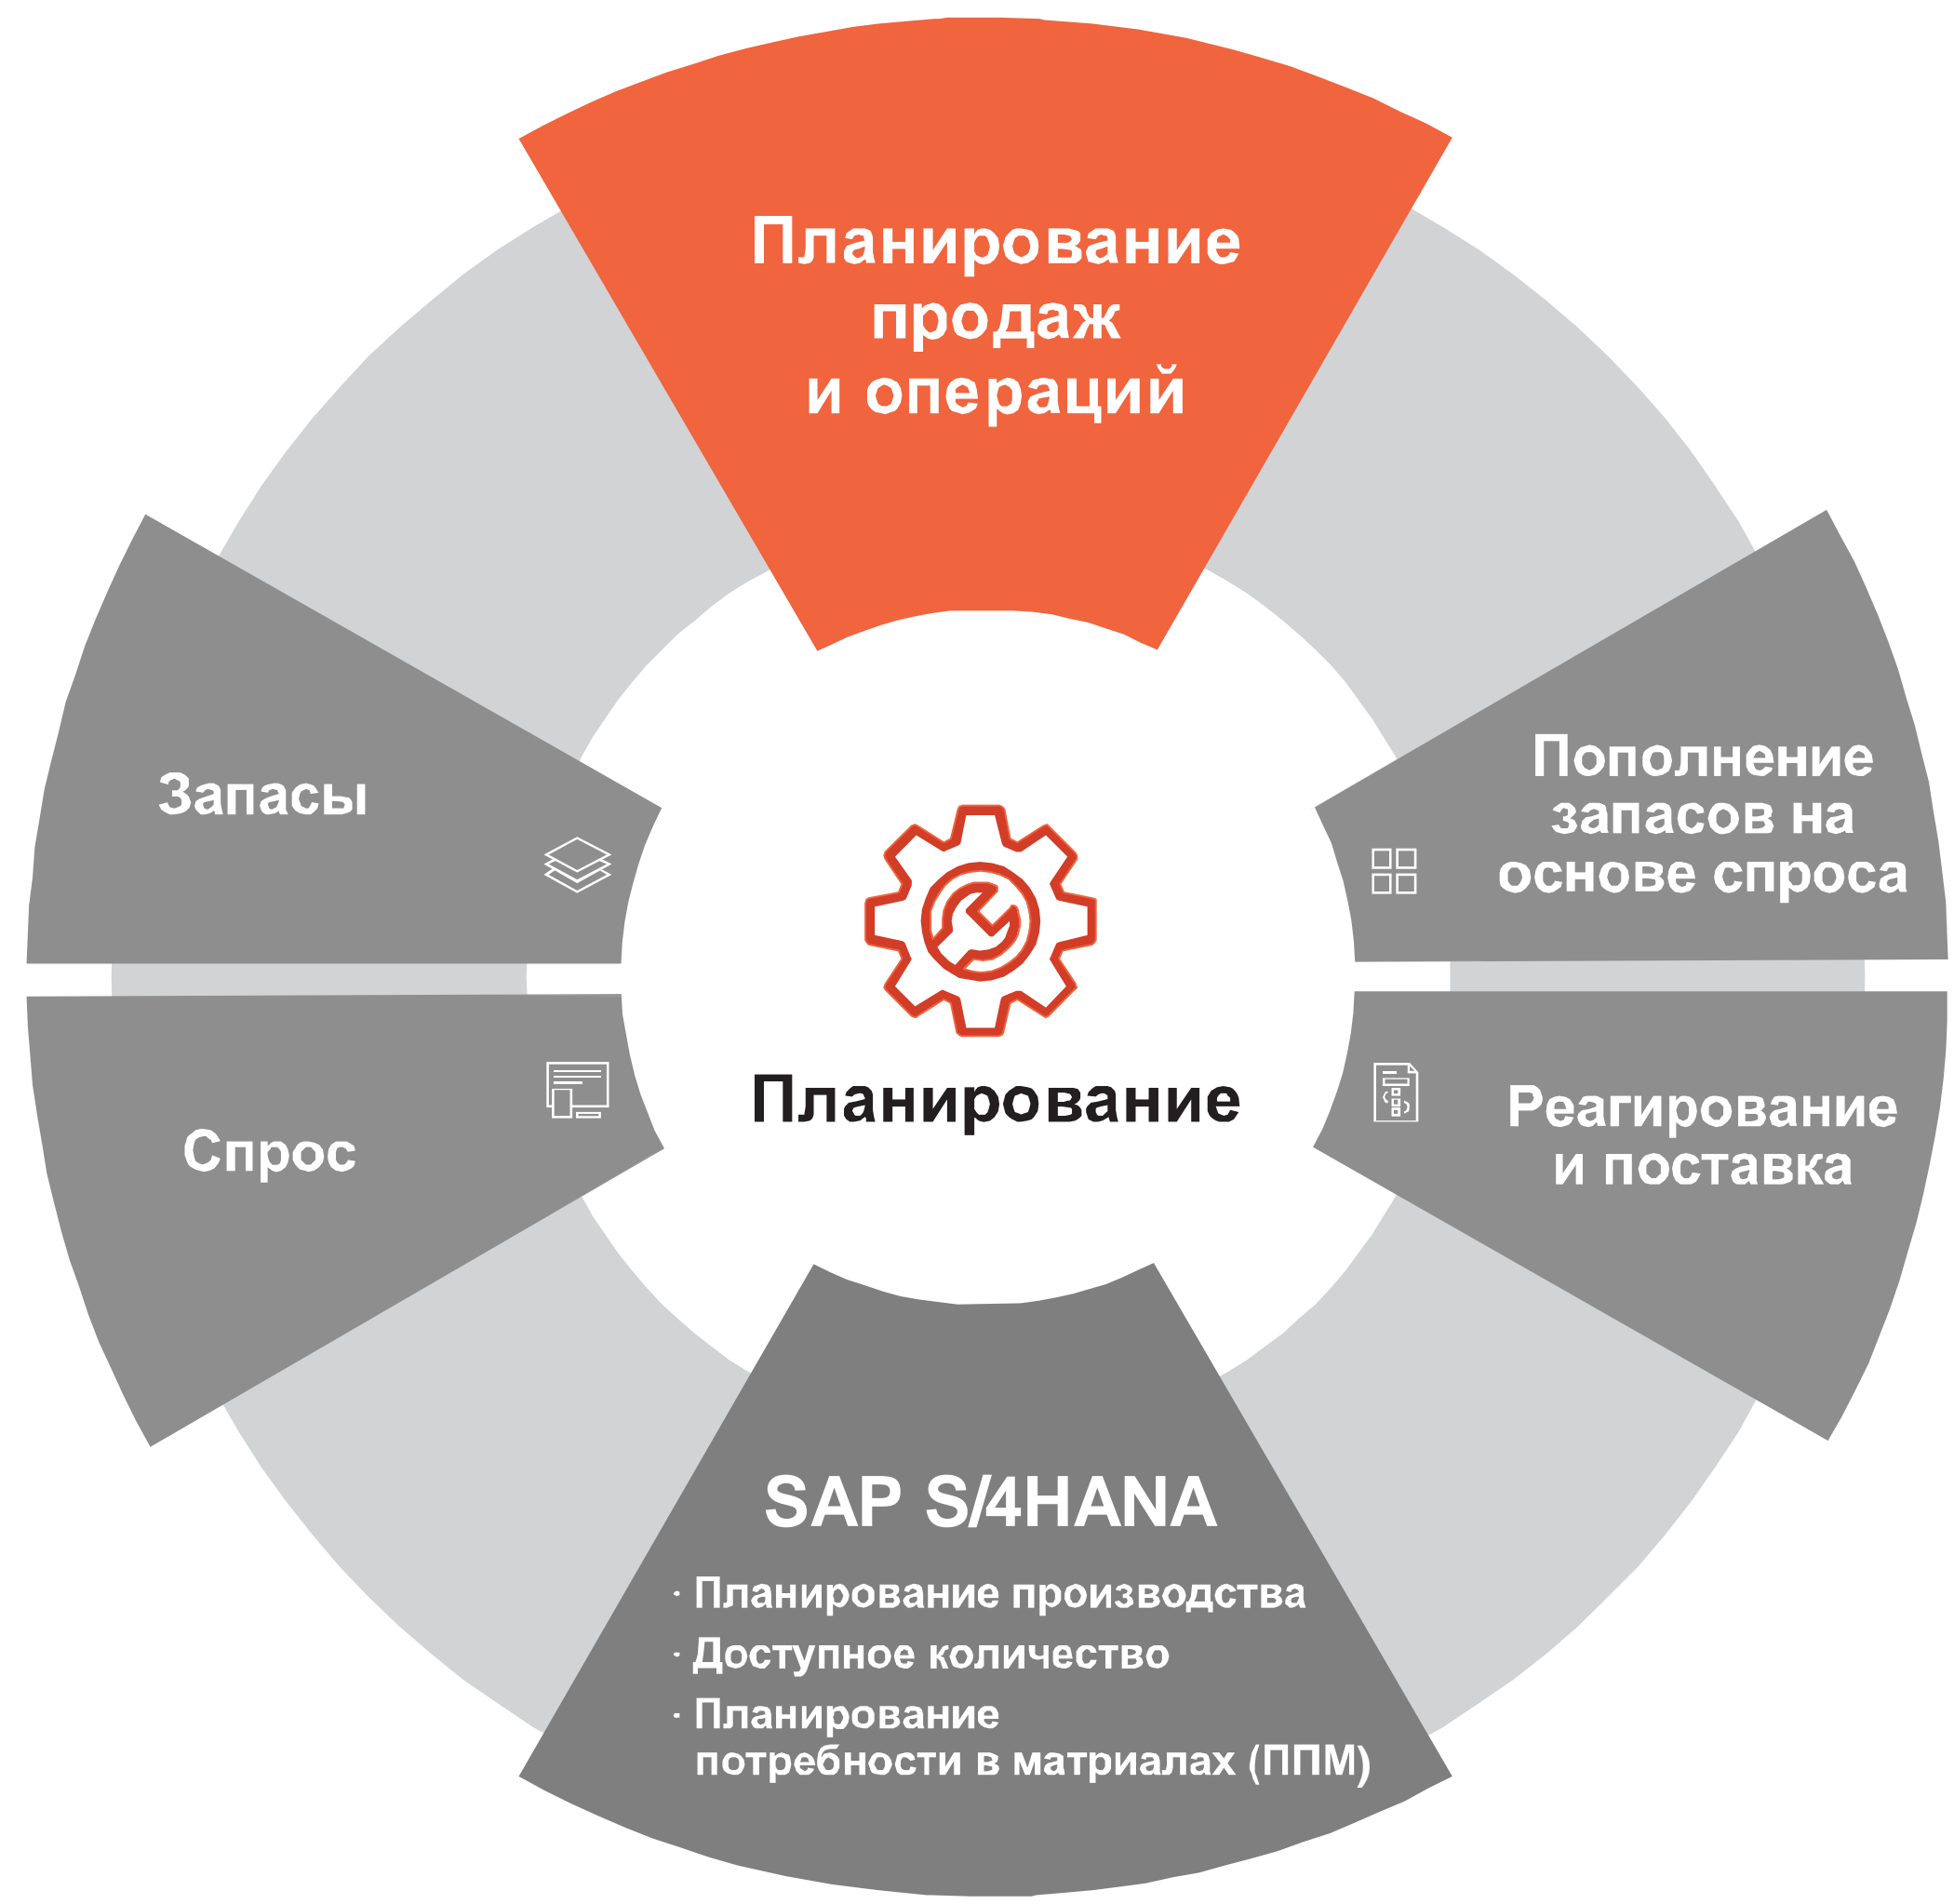 Планирование
продаж
и операций
Запасы
Пополнение
запасов на
основе спроса
Планирование
Спрос
Реагирование
и поставка
SAP S/4HANA
· Планирование производства
· Доступное количество
· Планирование
потребности в матриалах (ППМ)